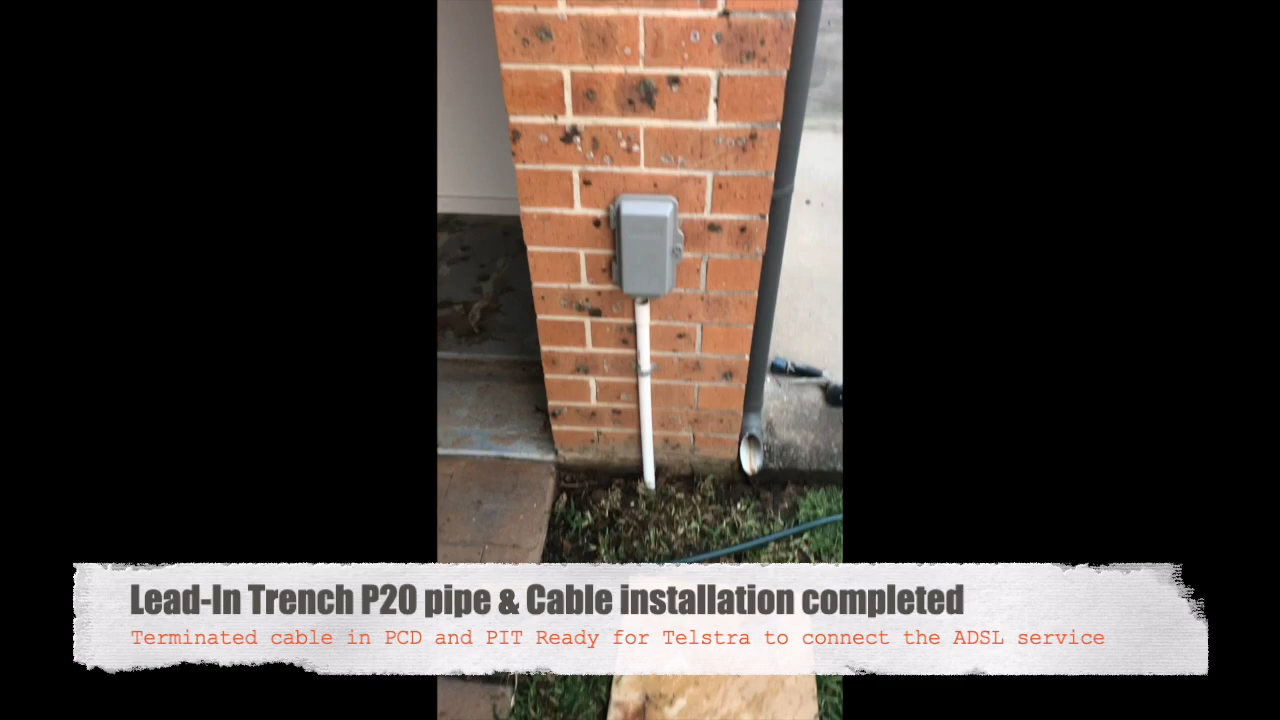 Lead-In Trench P20 pipe & Cable installation completed
Terminated cable in PCD and PIT Ready for Telstra to connect the ADSL service